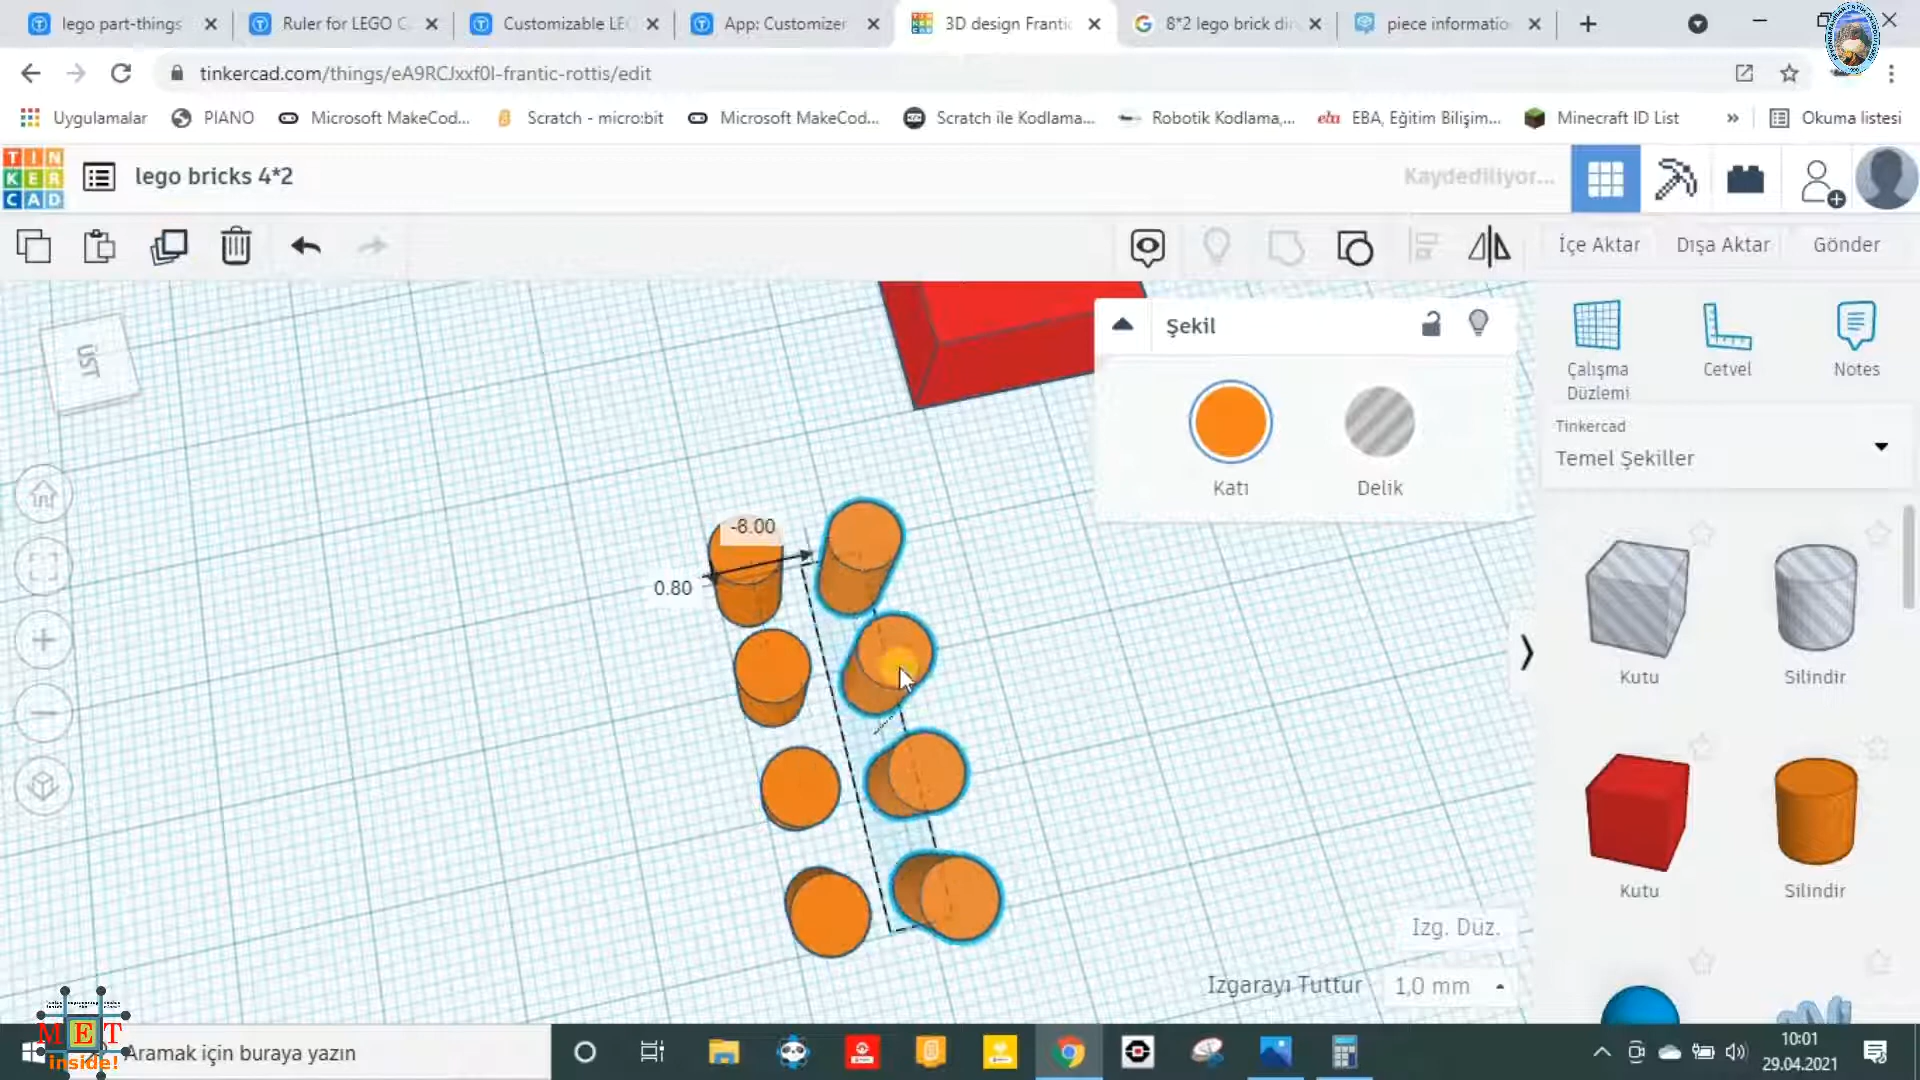 lego part-things
Ruler for LEGO C
Customizable LE
App: Customizer
3D design Frantic
8*2 lego brick din
piece informatio
tinkercad.com/things/eA9RCJxxf0l-frantic-rottis/edit
Uygulamalar
PIANO
Microsoft MakeCod...
Scratch - micro:bit
Microsoft MakeCod...
Scratch ile Kodlama...
Robotik Kodlama,...
eba
EBA, Eğitim Bilişim...
Minecraft ID List
»
Okuma listesi
TIN
KER
CAD
lego bricks 4*2
Kaydediliyor...
İçe Aktar
Dışa Aktar
Gönder
ÜST
Şekil
Katı
Delik
Çalışma
Düzlemi
Cetvel
Notes
Tinkercad
Temel Şekiller
-8.00
0.80
Kutu
Silindir
Kutu
Silindir
Izg. Düz.
Izgarayı Tuttur
1,0 mm
MET
inside!
Aramak için buraya yazın
10:01
29.04.2021